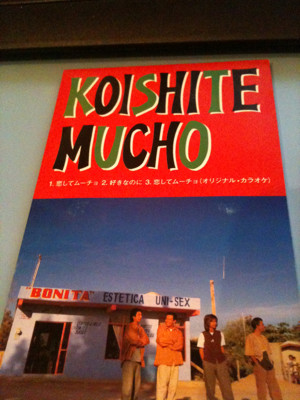 KOISHITE
MUCHO
1. 恋してムーチョ 2. 好きなのに 3. 恋してムーチョ(オリジナル・カラオケ)
"BONITA" ESTETICA UNI-SEX